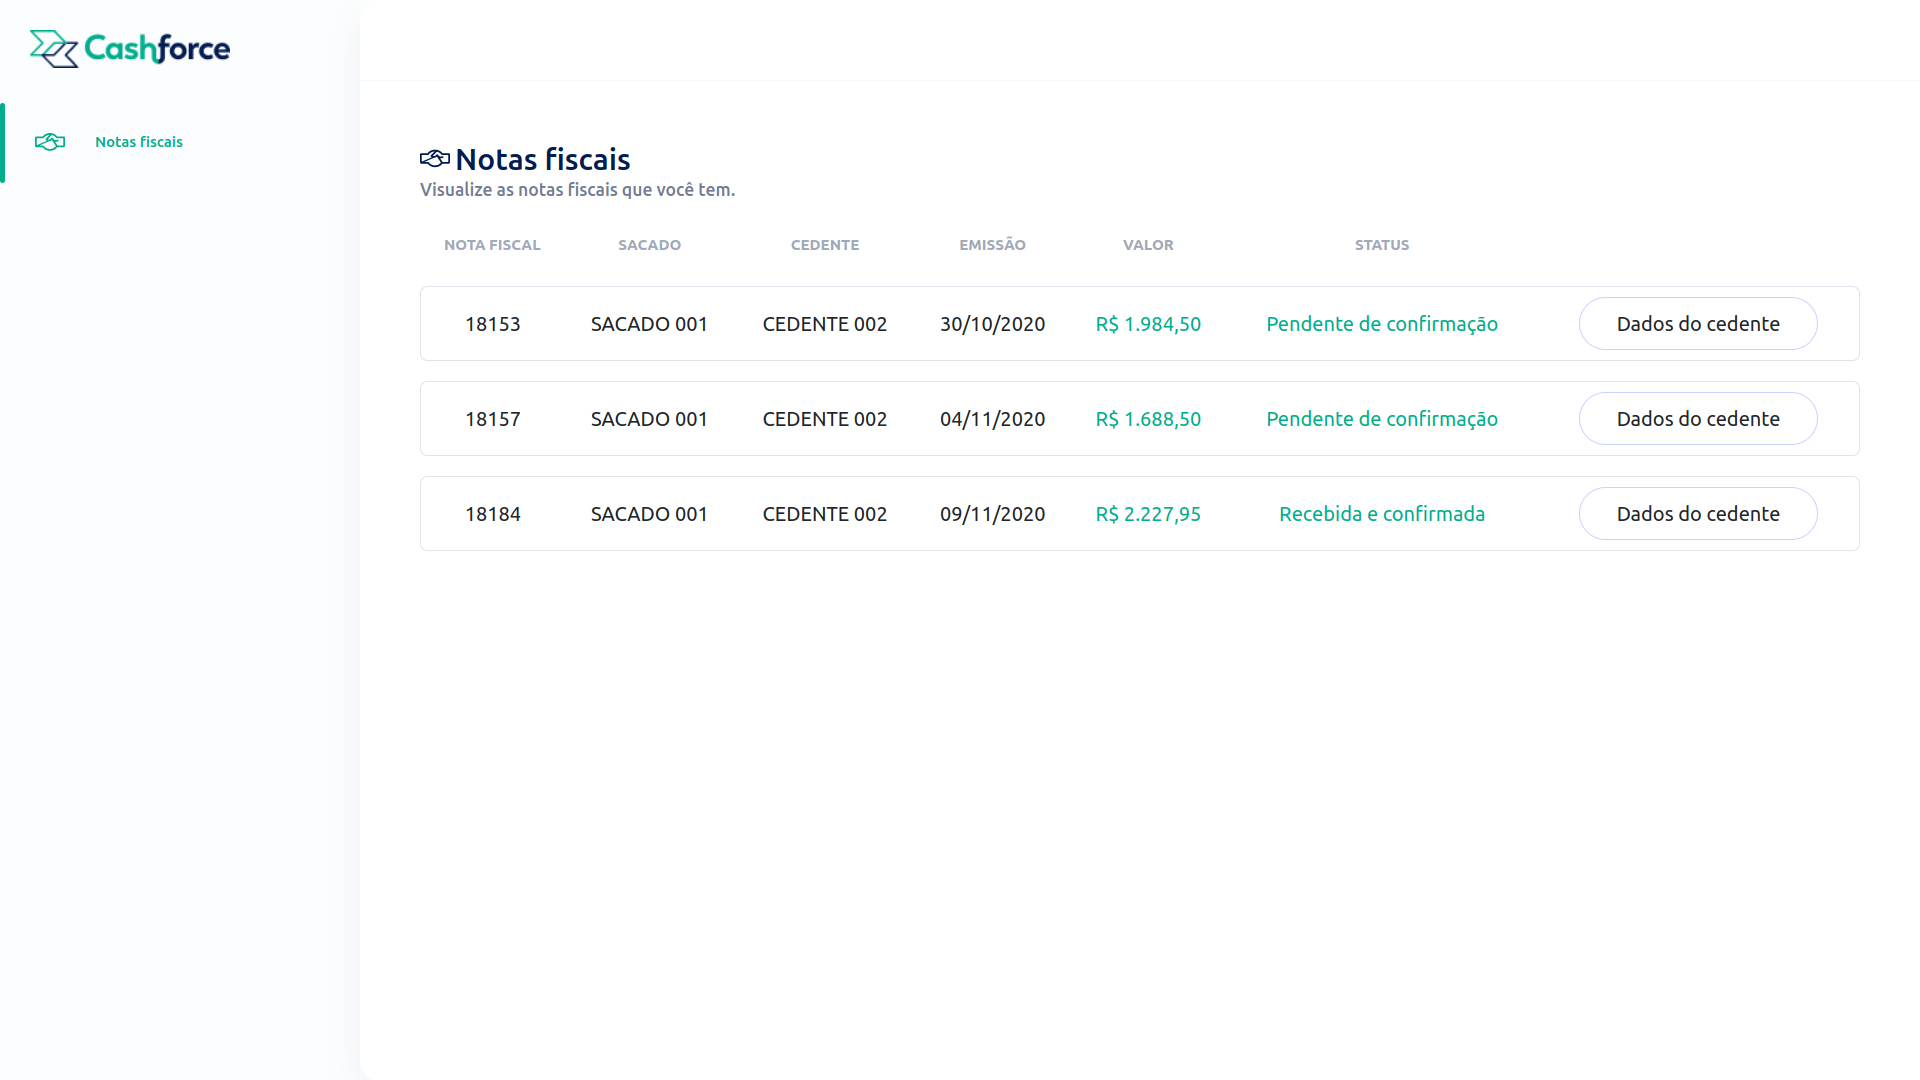 Cashforce
Notas fiscais
Notas fiscais
Visualize as notas fiscais que você tem.
NOTA FISCAL SACADO CEDENTE EMISSÃO VALOR STATUS
18153 SACADO 001 CEDENTE 002 30/10/2020 R$ 1.984,50 Pendente de confirmação Dados do cedente
18157 SACADO 001 CEDENTE 002 04/11/2020 R$ 1.688,50 Pendente de confirmação Dados do cedente
18184 SACADO 001 CEDENTE 002 09/11/2020 R$ 2.227,95 Recebida e confirmada Dados do cedente